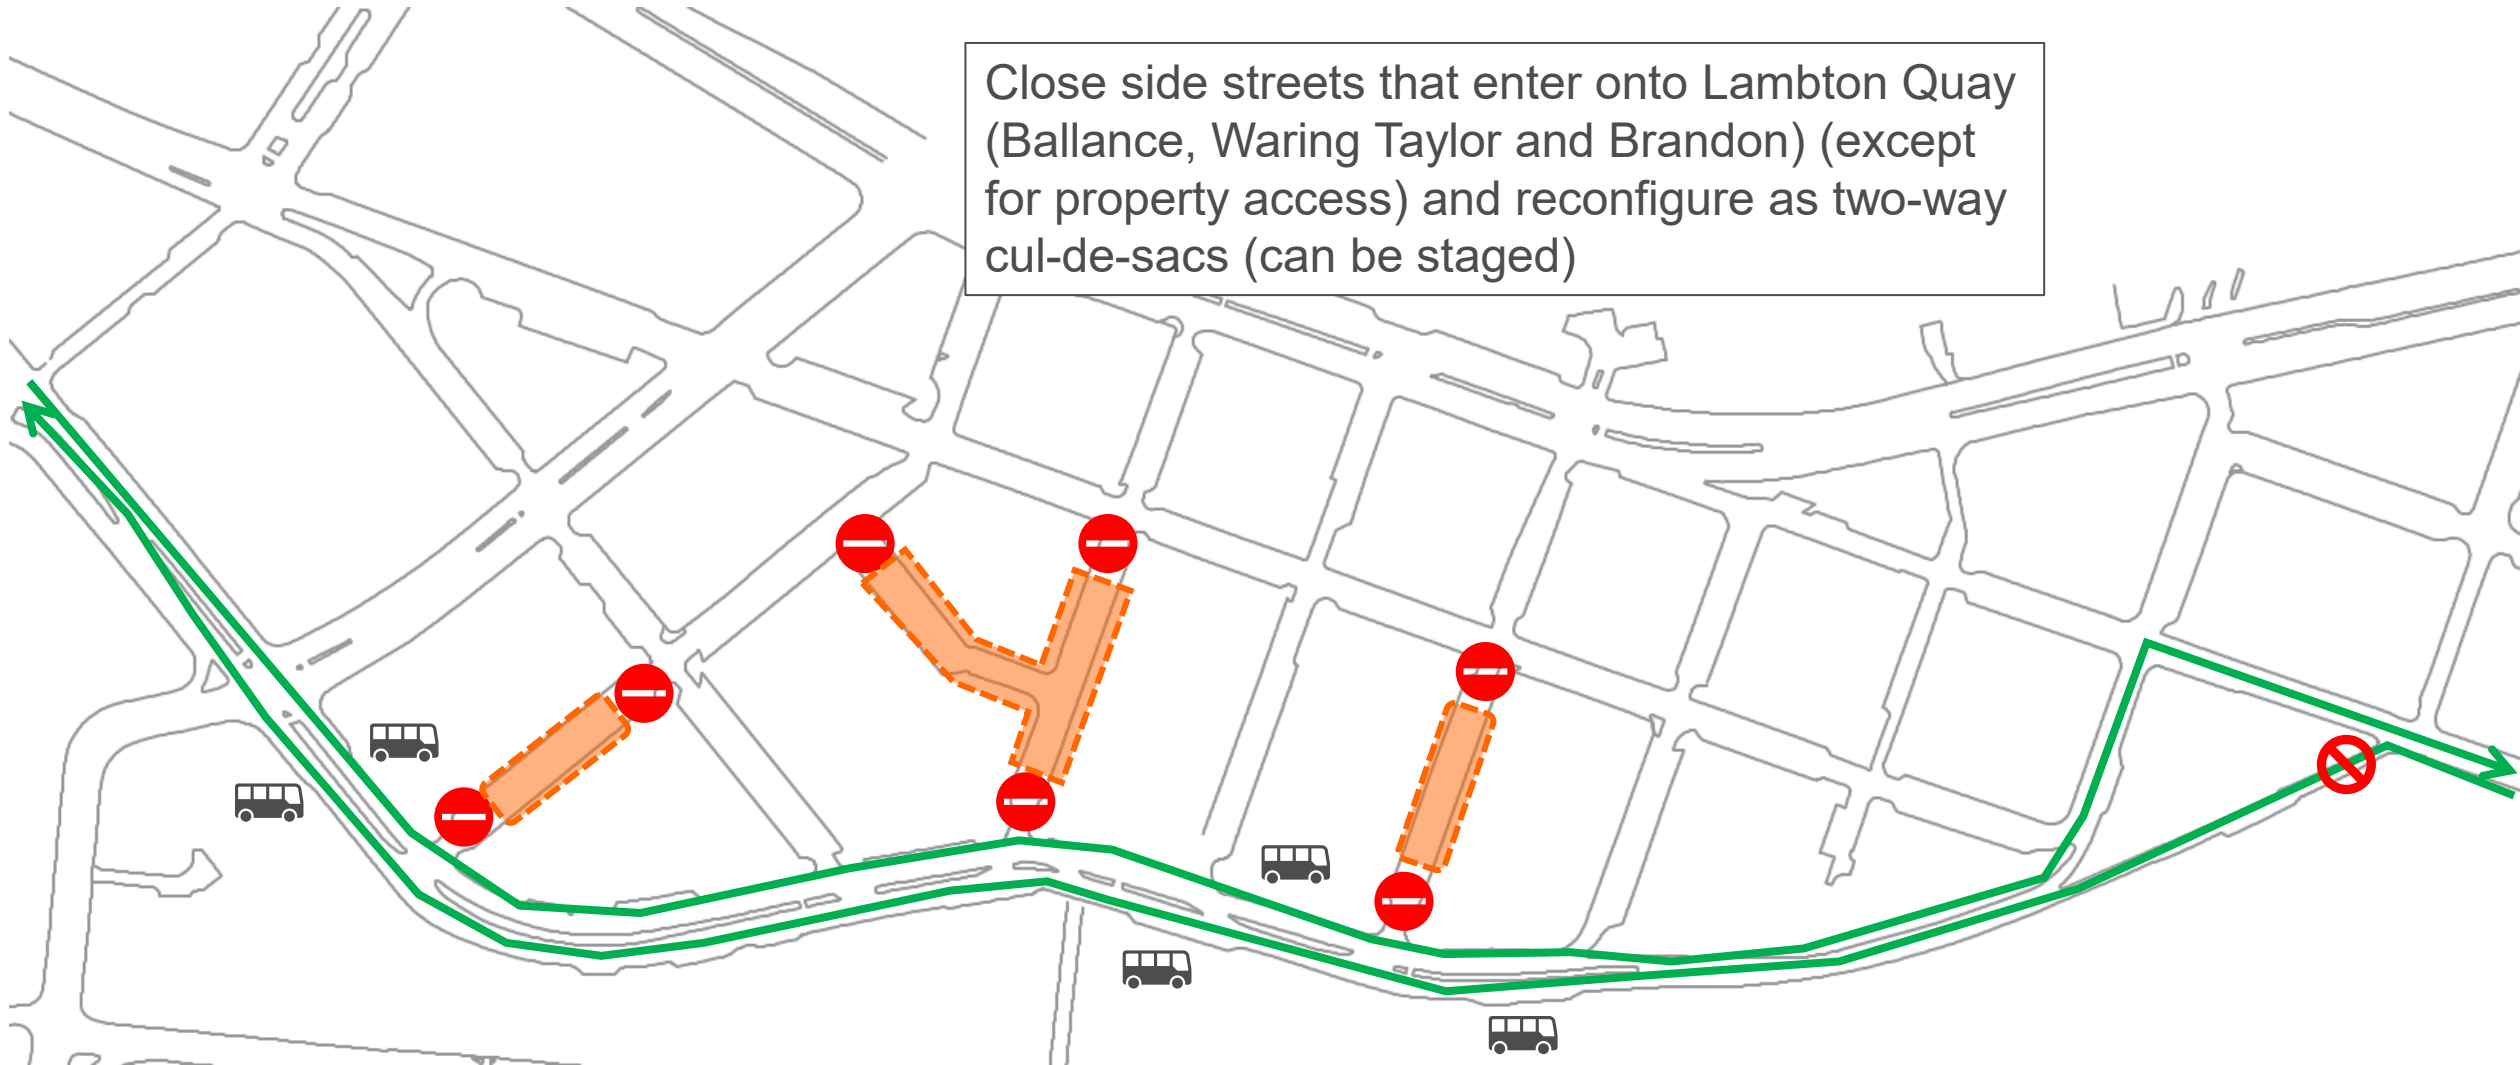 Close side streets that enter onto Lambton Quay
(Ballance, Waring Taylor and Brandon) (except
for property access) and reconfigure as two-way
cul-de-sacs (can be staged)